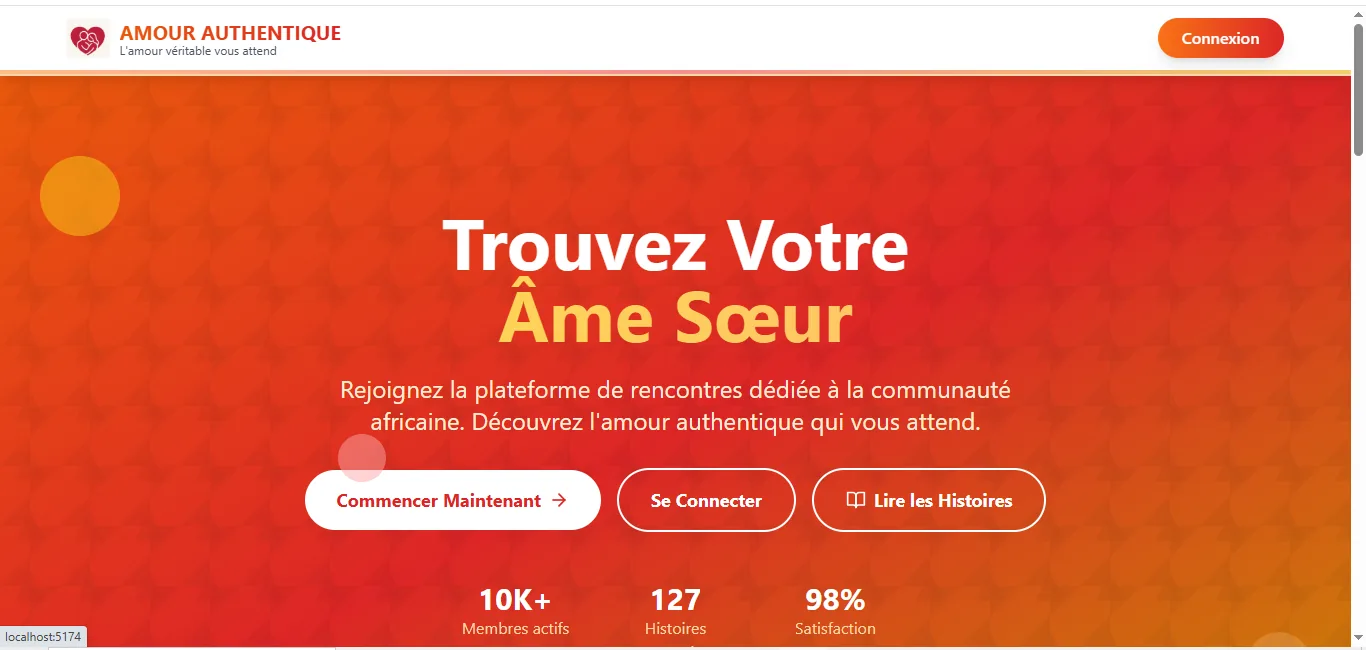 AMOUR AUTHENTIQUE
L'amour véritable vous attend
Connexion
Trouvez Votre
Âme Sœur
Rejoignez la plateforme de rencontres dédiée à la communauté
africaine. Découvrez l'amour authentique qui vous attend.
Commencer Maintenant
Se Connecter
Lire les Histoires
10K+
127
98%
Membres actifs
Histoires
Satisfaction
localhost:5174